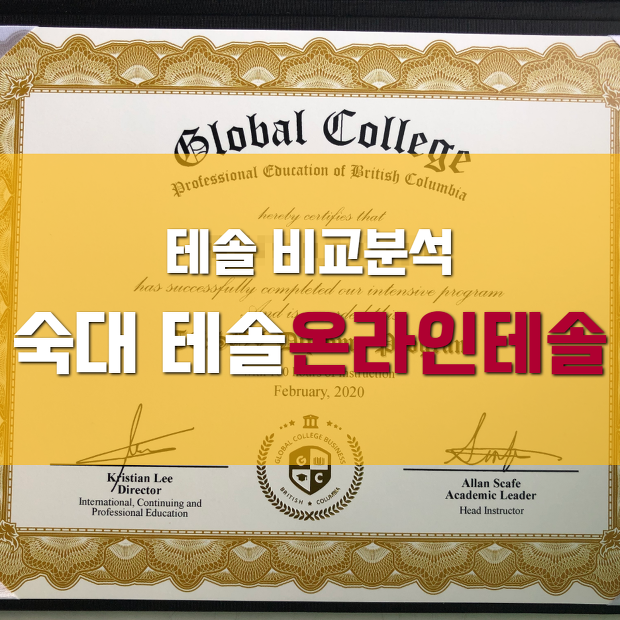 Global College
Professional Education of British Columbia
hereby certifies that
테솔 비교분석
has successfully completed our intensive program
숙대 테솔온라인테솔
February, 2020
Kristian Lee
Director
International, Continuing and
Professional Education
GLOBAL COLLEGE BUSINESS
G
C
BRITISH COLUMBIA
Allan Scafe
Academic Leader
Head Instructor